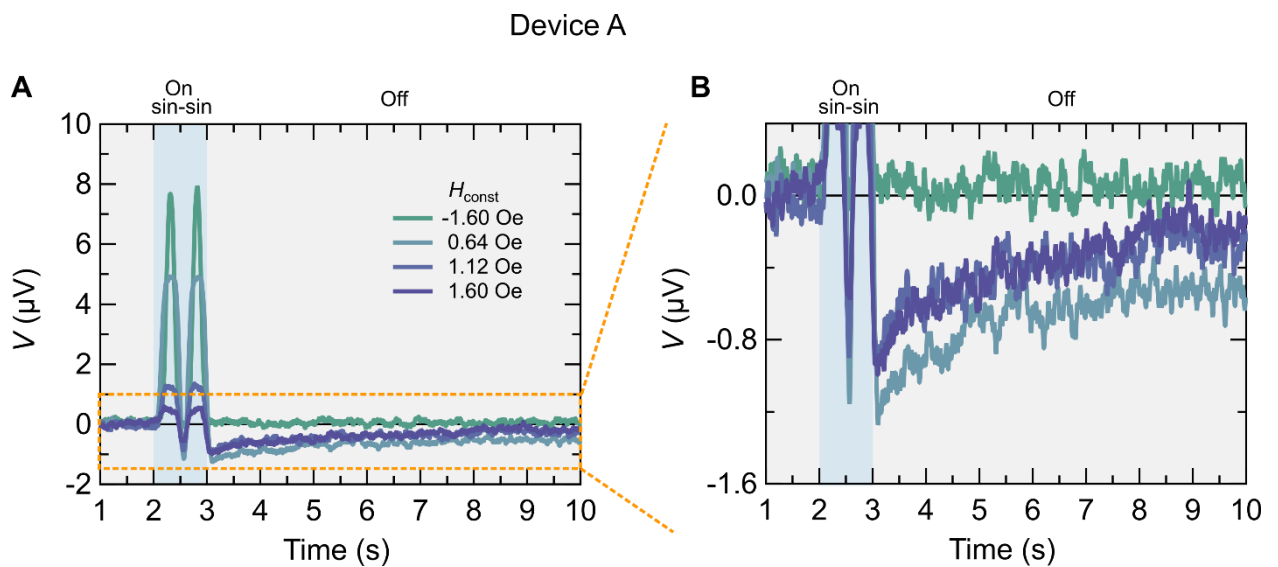 Device A
A
On
sin-sin
Off
10
8
6
4
2
0
-2
V (µV)
H const
-1.60 Oe
0.64 Oe
1.12 Oe
1.60 Oe
1 2 3 4 5 6 7 8 9 10
Time (s)
B
On
sin-sin
Off
0.0
-0.8
-1.6
V (µV)
1 2 3 4 5 6 7 8 9 10
Time (s)